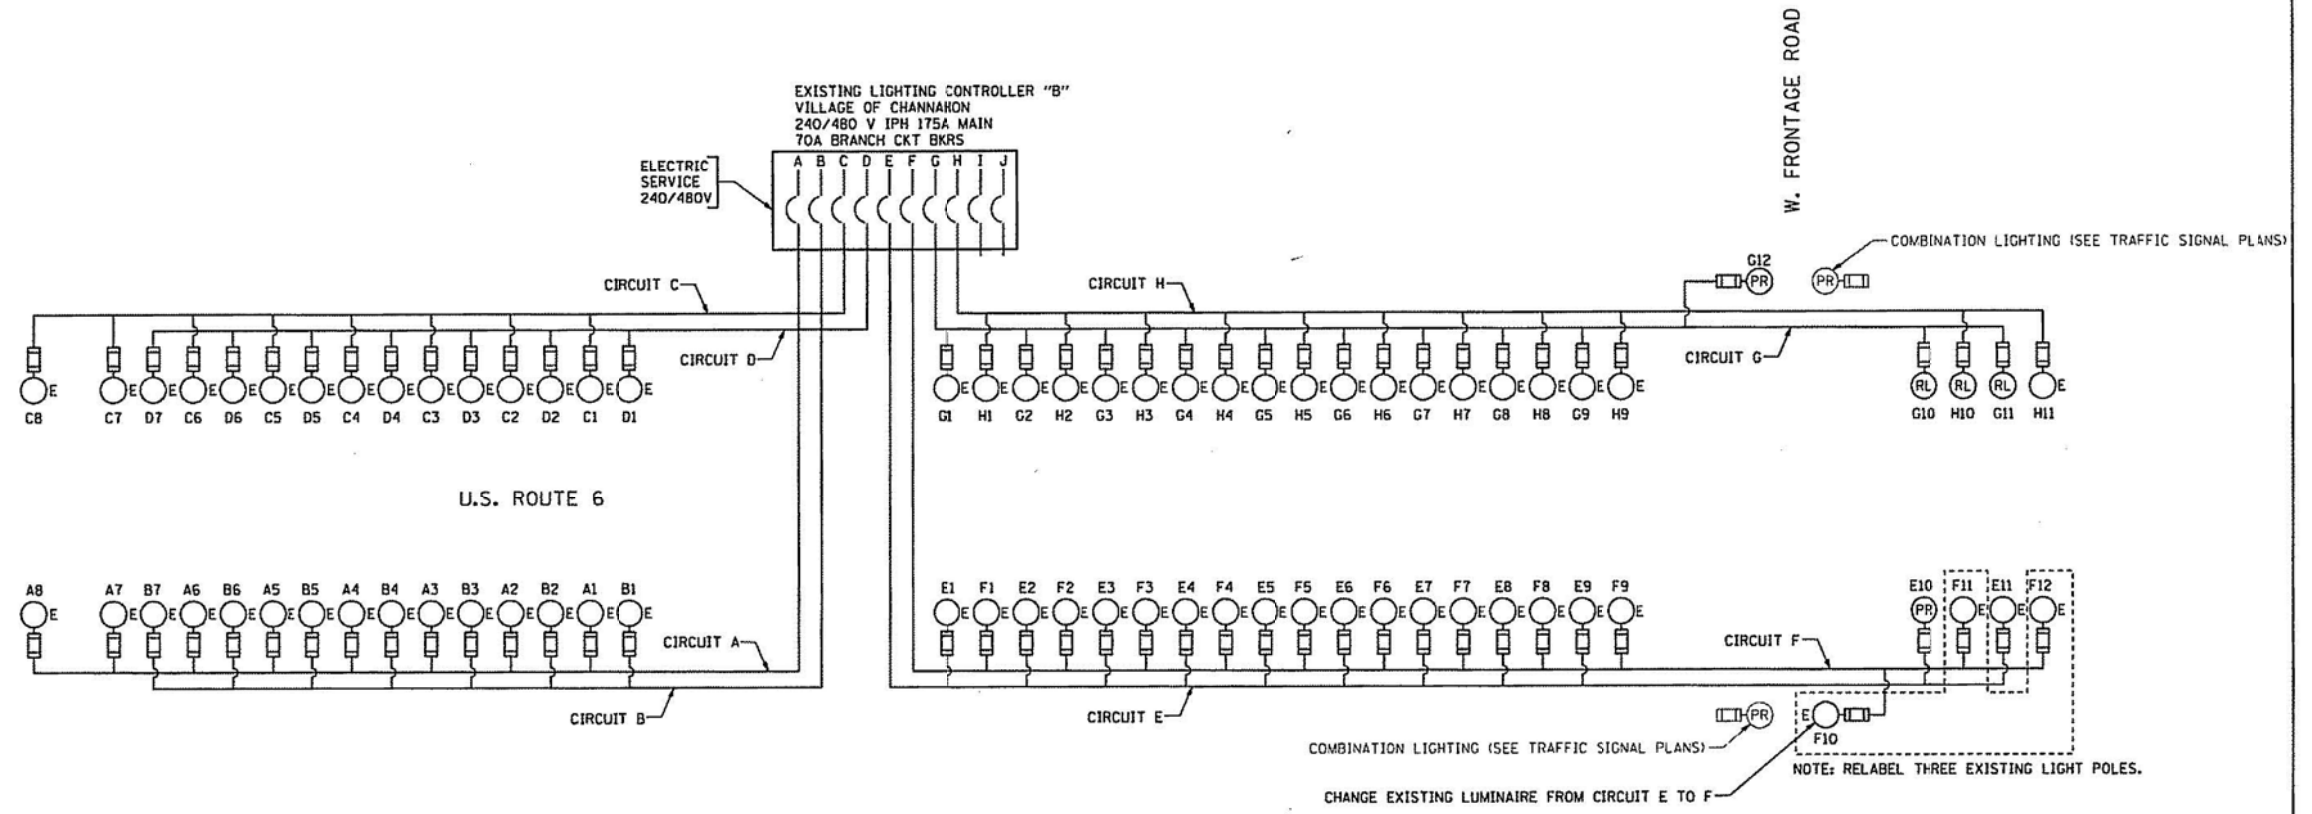 W. FRONTAGE ROAD
EXISTING LIGHTING CONTROLLER "B"
VILLAGE OF CHANNAHON
240/480 V 1PH 175A MAIN
70A BRANCH CKT BKRS
A B C D E F G H I J
ELECTRIC
SERVICE
240/480V
COMBINATION LIGHTING (SEE TRAFFIC SIGNAL PLANS)
G12
PR PR
CIRCUIT C
CIRCUIT H
CIRCUIT D
CIRCUIT G
E E E E E E E E E E E E E E E
C8 C7 D7 C6 D6 C5 D5 C4 D4 C3 D3 C2 D2 C1 D1
E E E E E E E E E E E E E E E E E E RL RL RL E
G1 H1 G2 H2 G3 H3 G4 H4 G5 H5 G6 H6 G7 H7 G8 H8 G9 H9 G10 H10 G11 H11
U.S. ROUTE 6
A8 A7 B7 A6 B6 A5 B5 A4 B4 A3 B3 A2 B2 A1 B1
E E E E E E E E E E E E E E E
E1 F1 E2 F2 E3 F3 E4 F4 E5 F5 E6 F6 E7 F7 E8 F8 E9 F9 E10 F11 E11 F12
E E E E E E E E E E E E E E E E E E PR E E E
CIRCUIT A
CIRCUIT F
CIRCUIT B
CIRCUIT E
PR
E
F10
COMBINATION LIGHTING (SEE TRAFFIC SIGNAL PLANS)
NOTE: RELABEL THREE EXISTING LIGHT POLES.
CHANGE EXISTING LUMINAIRE FROM CIRCUIT E TO F